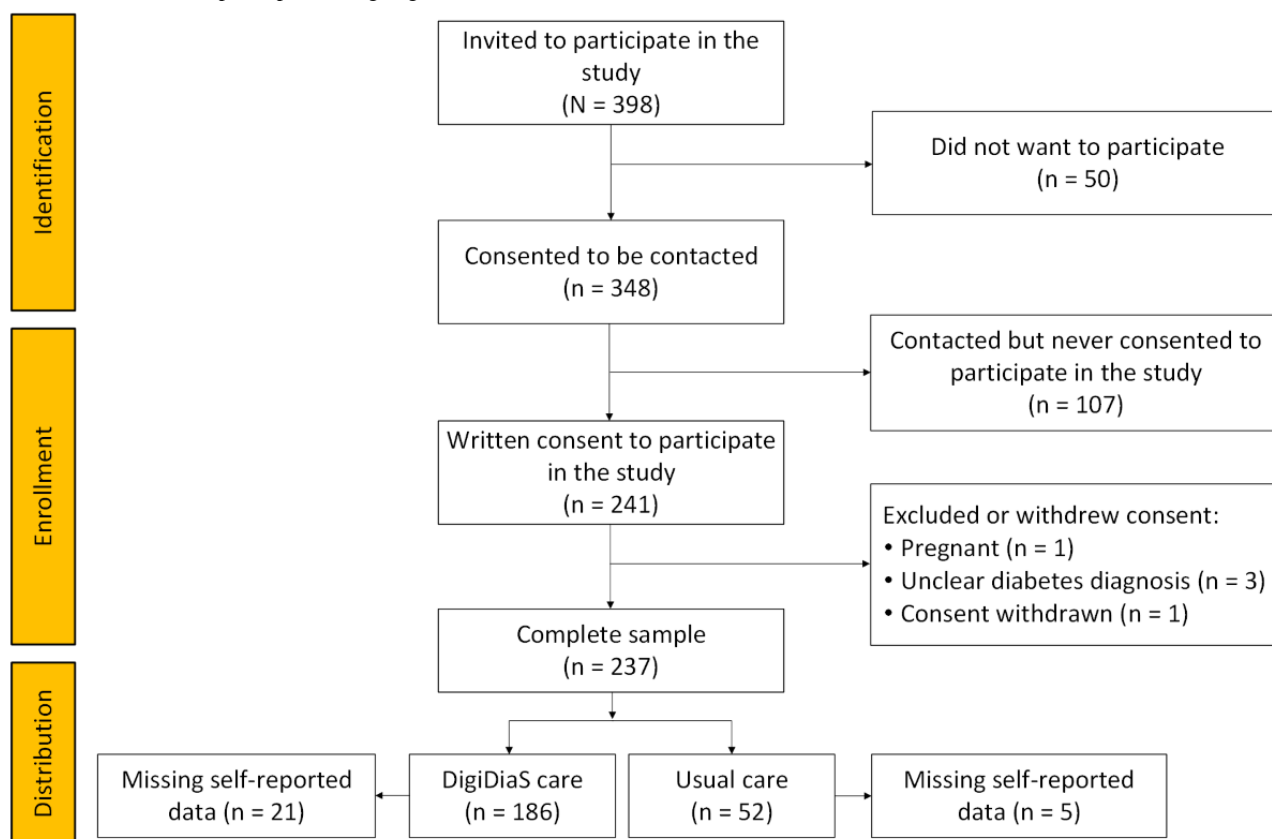 Identification
Invited to participate in the
study
(N = 398)
Did not want to participate
(n = 50)
Consented to be contacted
(n = 348)
Enrollment
Contacted but never consented to
participate in the study
(n = 107)
Written consent to participate
in the study
(n = 241)
Excluded or withdrew consent:
• Pregnant (n = 1)
• Unclear diabetes diagnosis (n = 3)
• Consent withdrawn (n = 1)
Complete sample
(n = 237)
Distribution
Missing self-reported
data (n = 21)
DigiDiaS care
(n = 186)
Usual care
(n = 52)
Missing self-reported
data (n = 5)